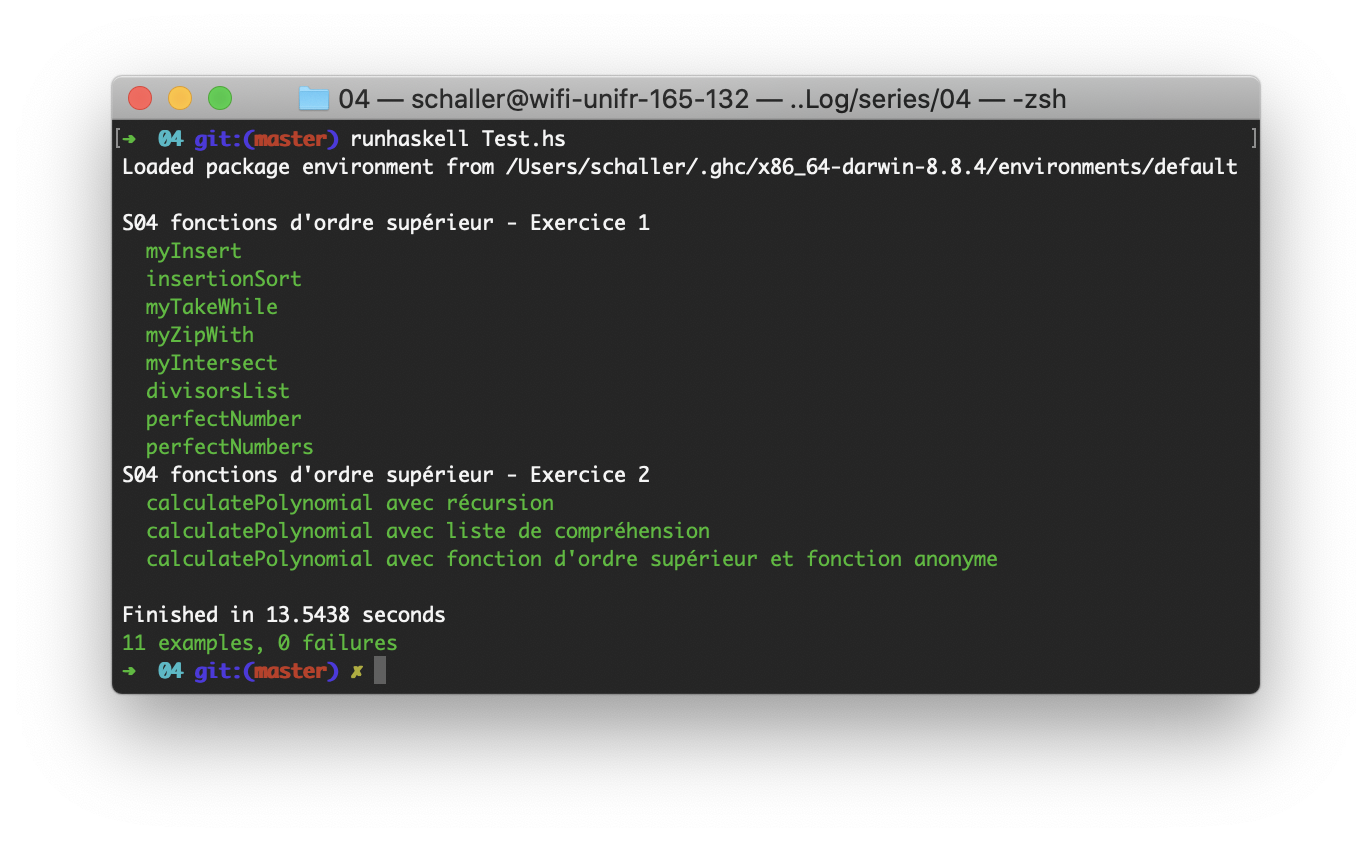 04 — schaller@wifi-unifr-165-132 — ..Log/series/04 — -zsh
[➜  04 git:(master) runhaskell Test.hs ]
Loaded package environment from /Users/schaller/.ghc/x86_64-darwin-8.8.4/environments/default
S04 fonctions d'ordre supérieur - Exercice 1
myInsert
insertionSort
myTakeWhile
myZipWith
myIntersect
divisorsList
perfectNumber
perfectNumbers
S04 fonctions d'ordre supérieur - Exercice 2
calculatePolynomial avec récursion
calculatePolynomial avec liste de compréhension
calculatePolynomial avec fonction d'ordre supérieur et fonction anonyme
Finished in 13.5438 seconds
11 examples, 0 failures
➜  04 git:(master) ✗